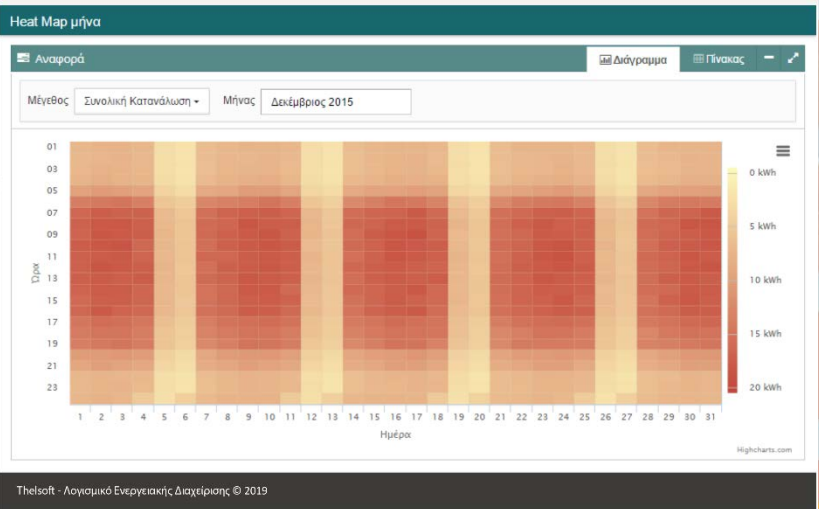 Heat Map μήνα
Αναφορά
Διάγραμμα
Πίνακας
Μέγεθος Συνολική Κατανάλωση Μήνας Δεκέμβριος 2015
01
03
05
07
09
11
13
15
17
19
21
23
Ώρα
0 kWh
5 kWh
10 kWh
15 kWh
20 kWh
1 2 3 4 5 6 7 8 9 10 11 12 13 14 15 16 17 18 19 20 21 22 23 24 25 26 27 28 29 30 31
Ημέρα
Highcharts.com
Thelsoft - Λογισμικό Ενεργειακής Διαχείρισης © 2019